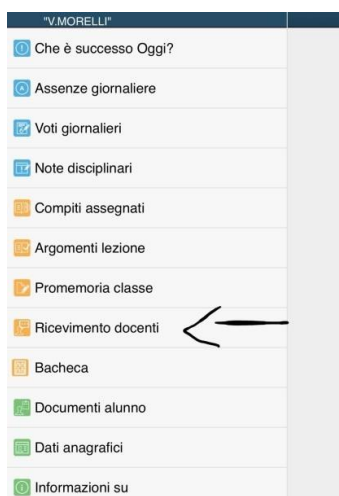 "V.MORELLI"
Che è successo Oggi?
Assenze giornaliere
Voti giornalieri
Note disciplinari
Compiti assegnati
Argomenti lezione
Promemoria classe
Ricevimento docenti
Bacheca
Documenti alunno
Dati anagrafici
Informazioni su